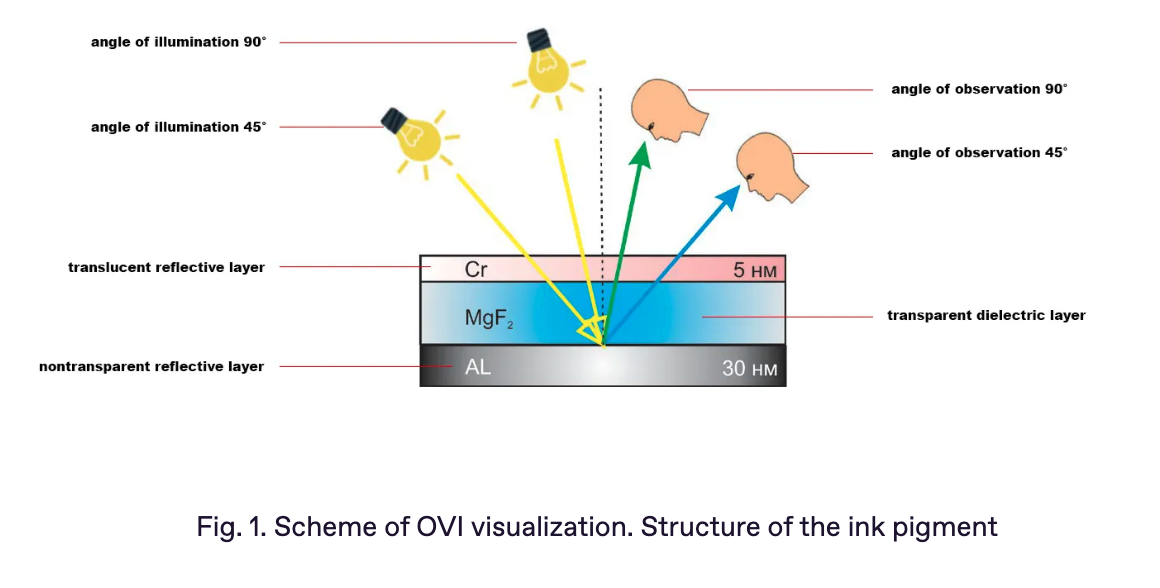 angle of illumination 90°
angle of observation 90°
angle of illumination 45°
angle of observation 45°
translucent reflective layer
Cr
5 нм
MgF₂
transparent dielectric layer
nontransparent reflective layer
AL
30 нм
Fig. 1. Scheme of OVI visualization. Structure of the ink pigment